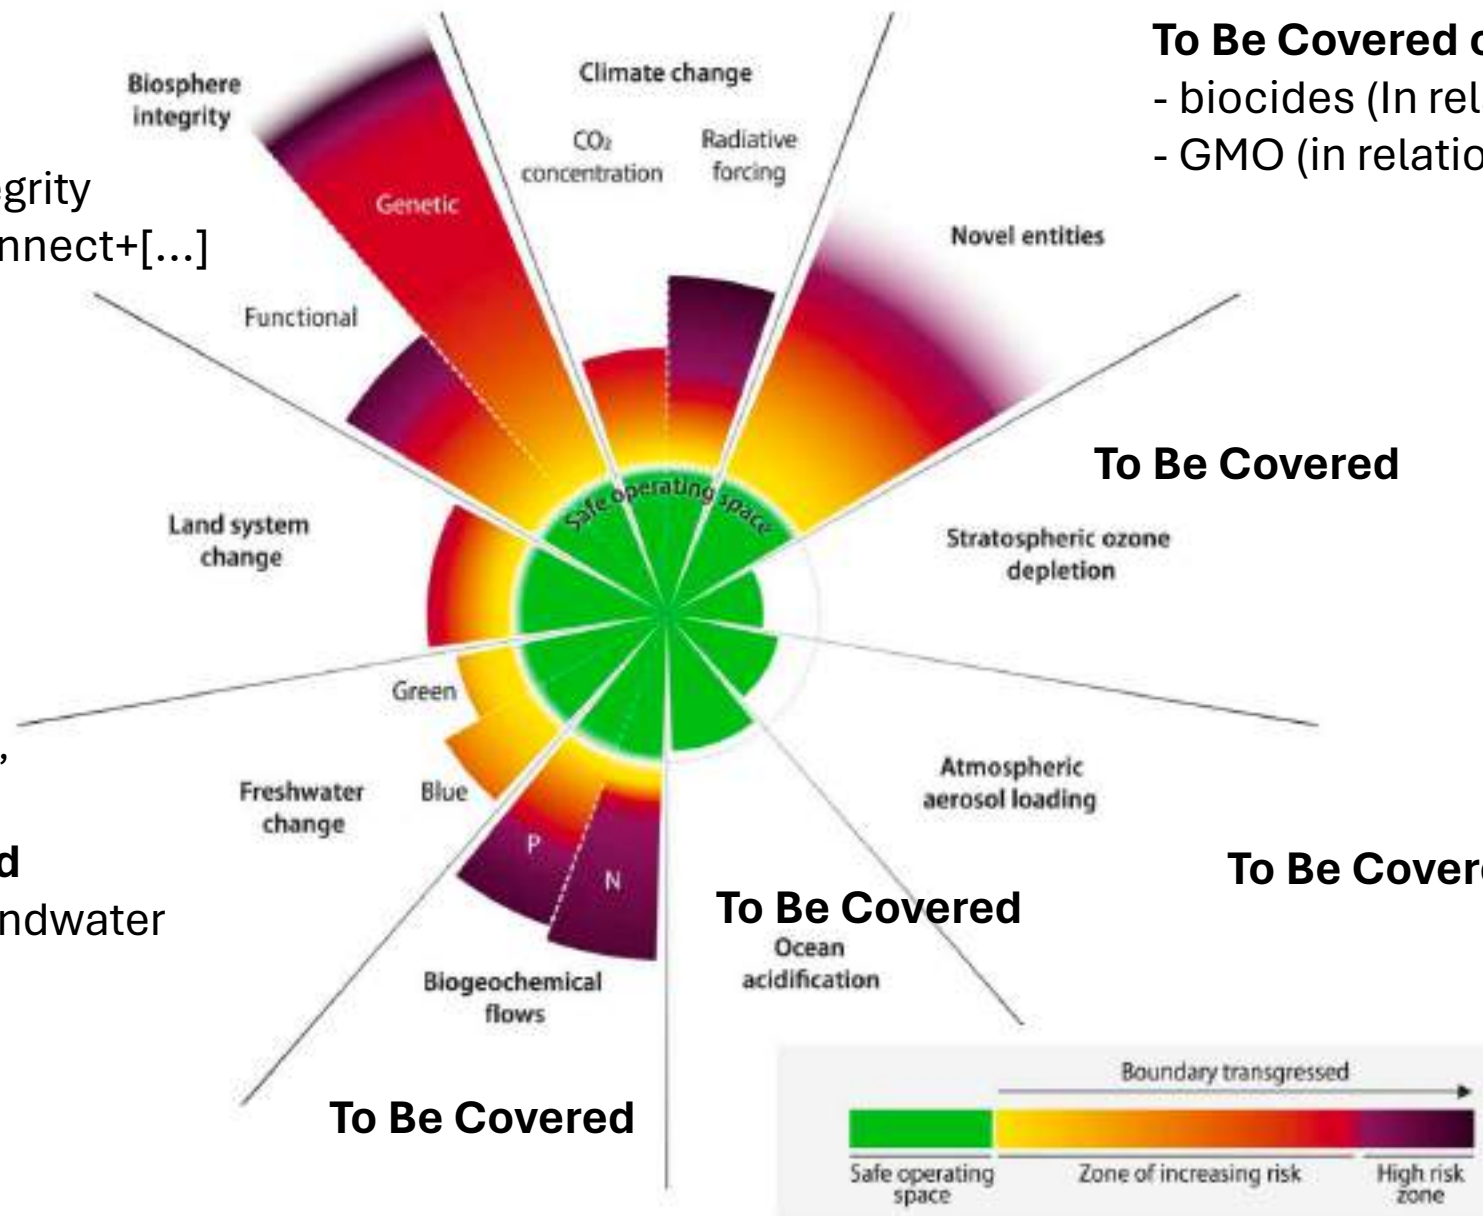 To Be Covered
- biocides (In rel
- GMO (in relatio
Biosphere
integrity
Climate change
CO₂
concentration
Radiative
forcing
Genetic
grity
nnect+[...]
Novel entities
Functional
To Be Covered
Safe operating space
Land system
change
Stratospheric ozone
depletion
Green
,
Freshwater
change
Blue
Atmospheric
aerosol loading
d
ndwater
P
N
To Be Cover
To Be Covered
Ocean
acidification
Biogeochemical
flows
To Be Covered
Boundary transgressed
Safe operating
space
Zone of increasing risk
High risk
zone